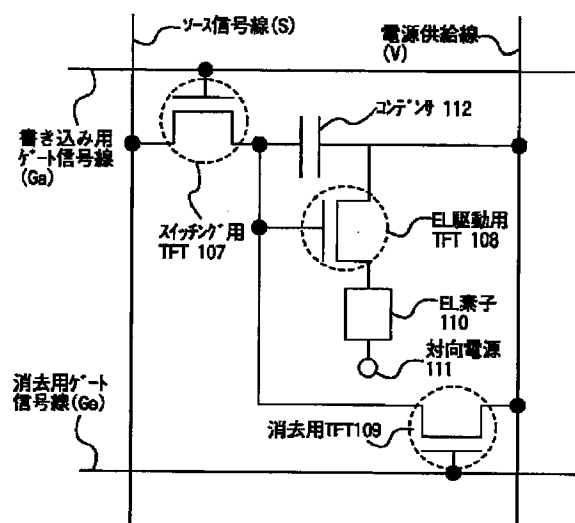 ソース信号線(S)
電源供給線
(V)
コンデンサ 112
書き込み用
ゲート信号線
(Ga)
スイッチング用
TFT 107
EL駆動用
TFT 108
EL素子
110
対向電源
111
消去用ゲート
信号線(Ge)
消去用TFT109